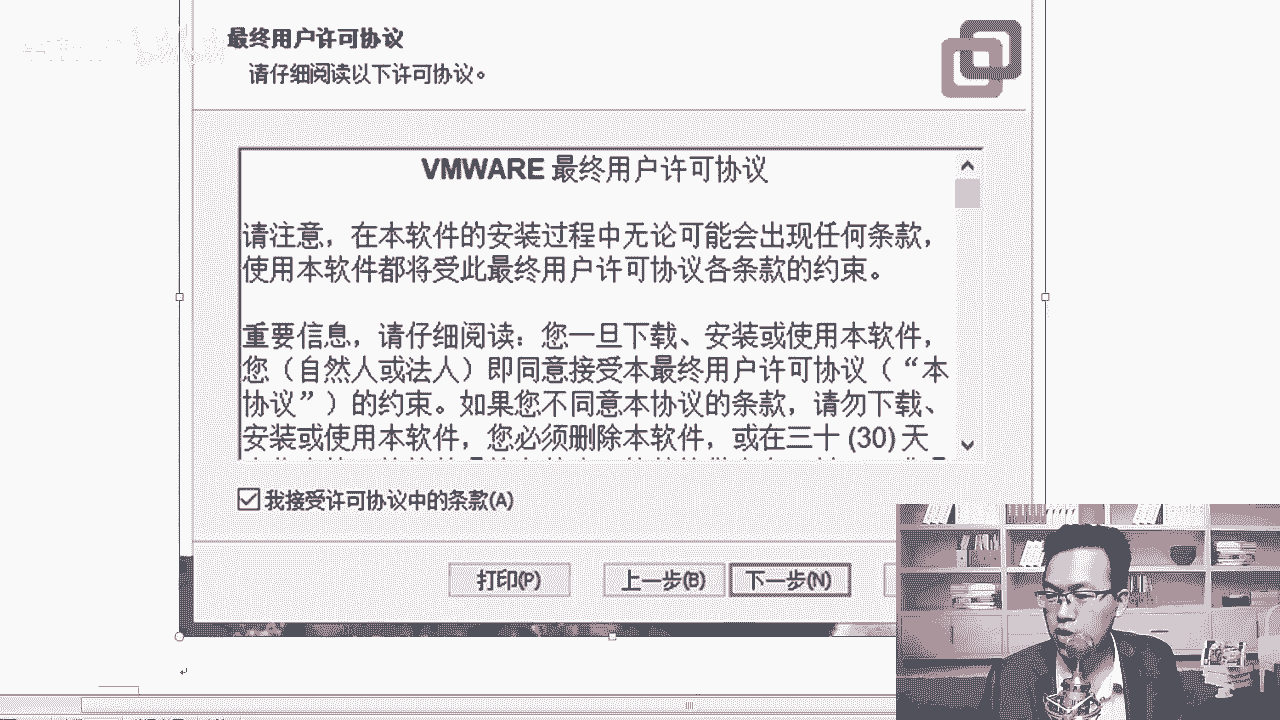 最终用户许可协议
请仔细阅读以下许可协议。
VMWARE 最终用户许可协议
请注意，在本软件的安装过程中无论可能会出现任何条款，
使用本软件都将受此最终用户许可协议各条款的约束。
重要信息，请仔细阅读：您一旦下载、安装或使用本软件，
您（自然人或法人）即同意接受本最终用户许可协议（“本
协议”）的约束。如果您不同意本协议的条款，请勿下载、
安装或使用本软件，您必须删除本软件，或在三十 (30) 天
我接受许可协议中的条款(A)
打印(P)
上一步(B)
下一步(N)